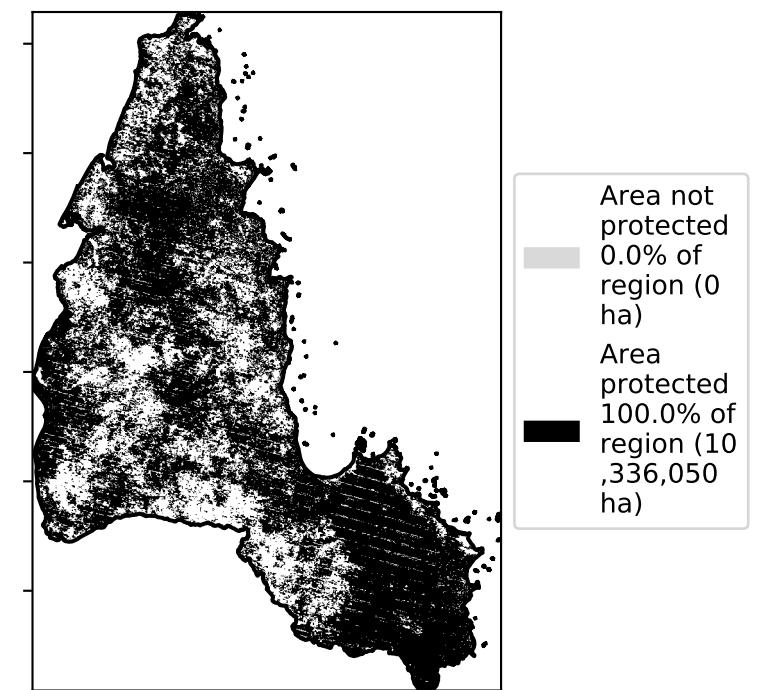 Area not
protected
0.0% of
region (0
ha)
Area
protected
100.0% of
region (10
,336,050
ha)